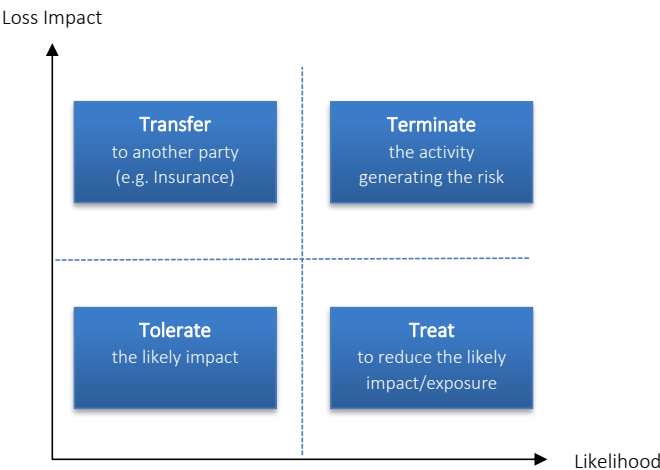 Loss Impact
Transfer
to another party
(e.g. Insurance)
Terminate
the activity
generating the risk
Tolerate
the likely impact
Treat
to reduce the likely
impact/exposure
Likelihood